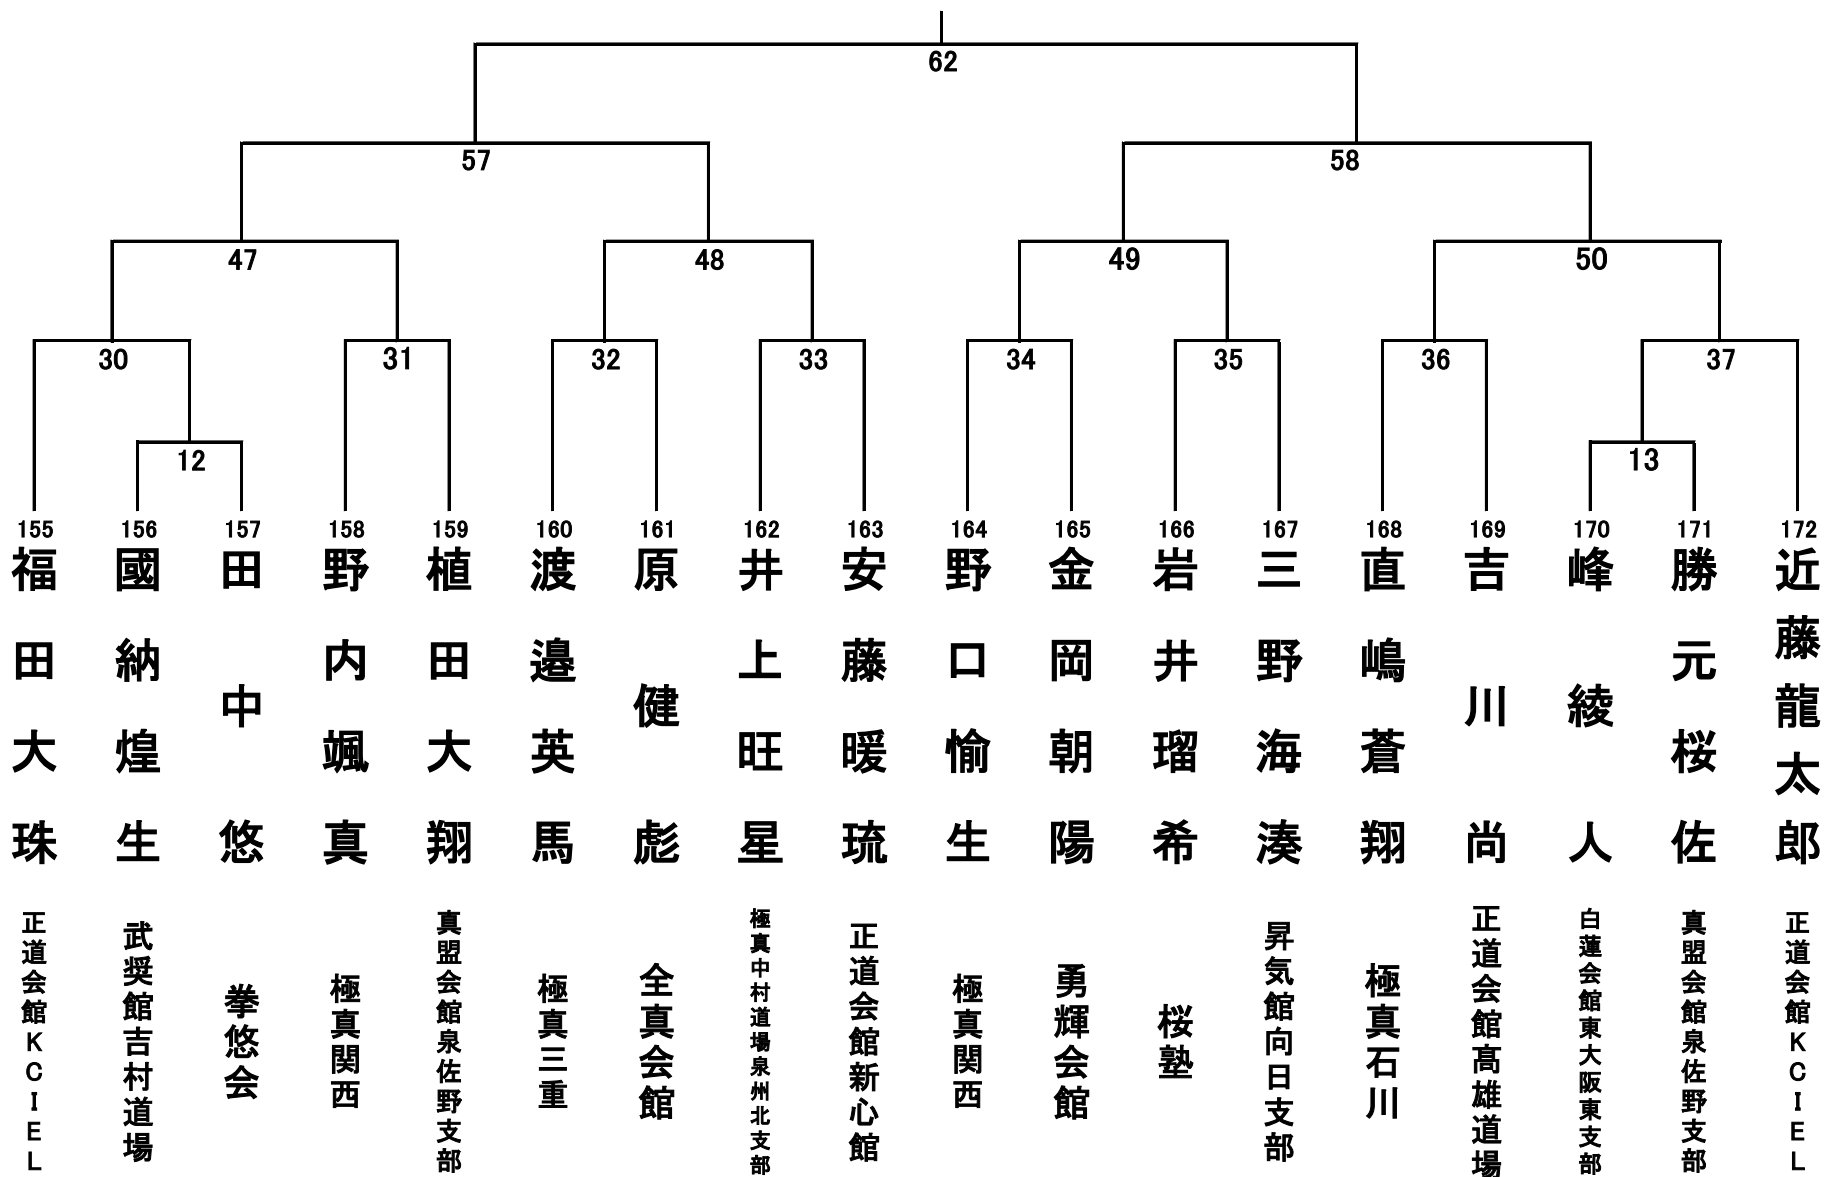 62
57
58
47
48
49
50
30
31
32
33
34
35
36
37
12
13
155
156
157
158
159
160
161
162
163
164
165
166
167
168
169
170
171
172
福田大珠
國納煌生
田中悠
野内颯真
植田大翔
渡邉英馬
原健彪
井上旺星
安藤暖琉
野口愉生
金岡朝陽
岩井瑠希
三野海湊
直嶋蒼翔
吉川尚
峰綾人
勝元桜佐
近藤龍太郎
正道会館KCIEL
武奨館吉村道場
拳悠会
極真関西
真盟会館泉佐野支部
極真三重
全真会館
極真中村道場泉州北支部
正道会館新心館
極真関西
勇輝会館
桜塾
昇気館向日支部
極真石川
正道会館髙雄道場
白蓮会館東大阪東支部
真盟会館泉佐野支部
正道会館KCIEL